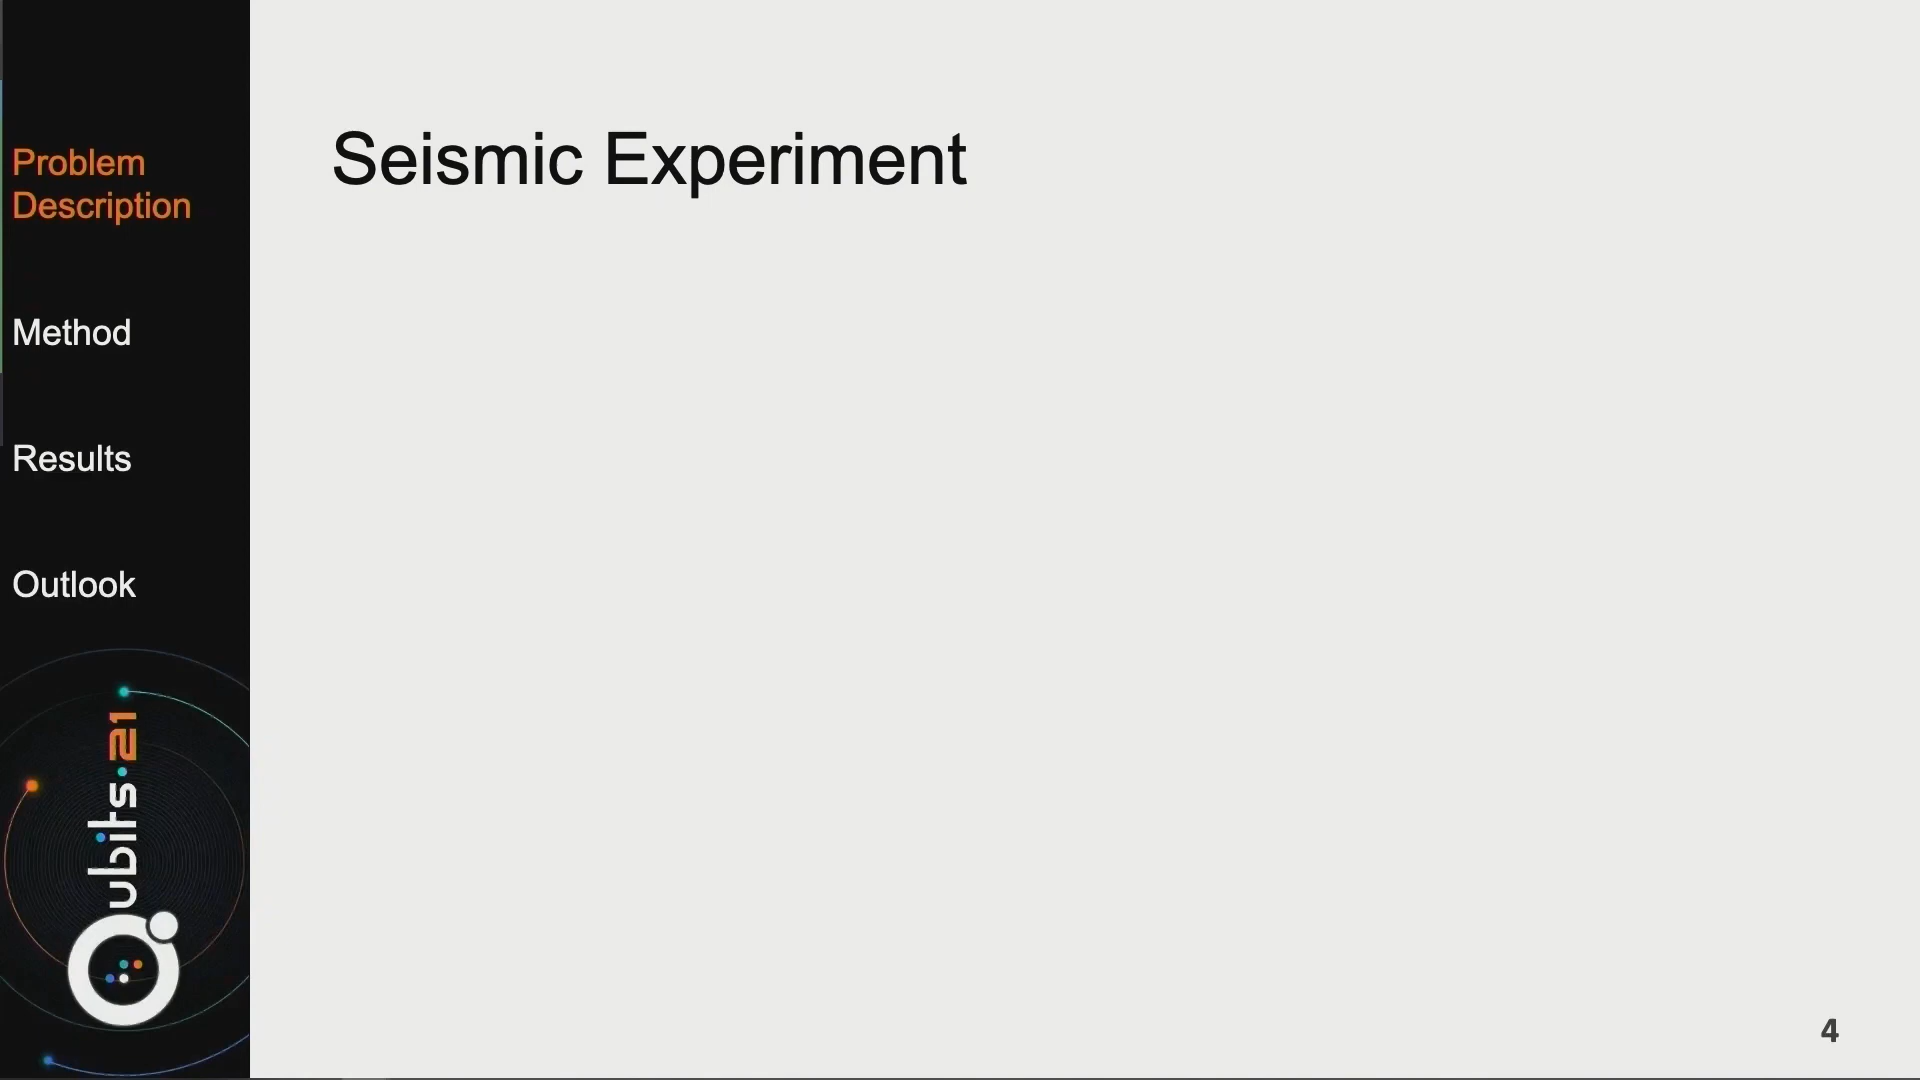 Problem
Description
Method
Results
Outlook
Qubits 21
Seismic Experiment
4